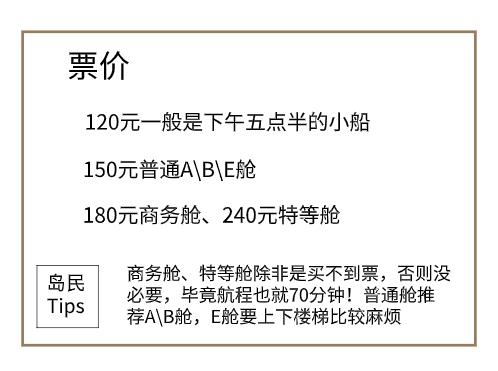 票价
120元一般是下午五点半的小船
150元普通A\B\E舱
180元商务舱、240元特等舱
岛民
Tips
商务舱、特等舱除非是买不到票，否则没
必要，毕竟航程也就70分钟！普通舱推
荐A\B舱，E舱要上下楼梯比较麻烦